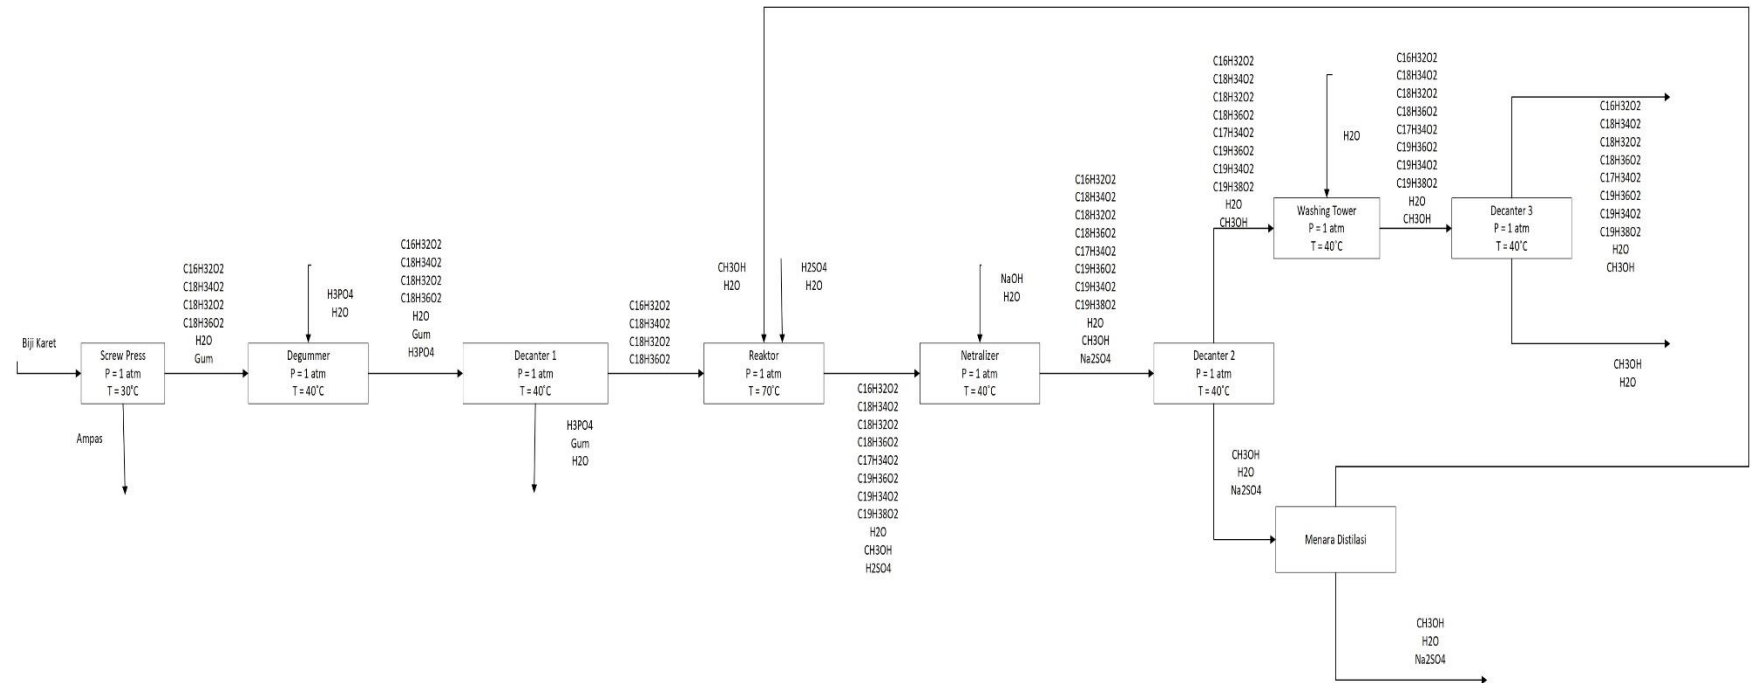 Biji Karet
Screw Press
P = 1 atm
T = 30°C
Ampas
C16H32O2
C18H34O2
C18H32O2
C18H36O2
H2O
Gum
H3PO4
H2O
Degummer
P = 1 atm
T = 40°C
C16H32O2
C18H34O2
C18H32O2
C18H36O2
H2O
Gum
H3PO4
Decanter 1
P = 1 atm
T = 40°C
H3PO4
Gum
H2O
C16H32O2
C18H34O2
C18H32O2
C18H36O2
CH3OH
H2O
H2SO4
H2O
Reaktor
P = 1 atm
T = 70°C
C16H32O2
C18H34O2
C18H32O2
C18H36O2
C17H34O2
C19H36O2
C19H34O2
C19H38O2
H2O
CH3OH
H2SO4
NaOH
H2O
Netralizer
P = 1 atm
T = 40°C
C16H32O2
C18H34O2
C18H32O2
C18H36O2
C17H34O2
C19H36O2
C19H34O2
C19H38O2
H2O
CH3OH
Na2SO4
Decanter 2
P = 1 atm
T = 40°C
C16H32O2
C18H34O2
C18H32O2
C18H36O2
C17H34O2
C19H36O2
C19H34O2
C19H38O2
H2O
CH3OH
H2O
Washing Tower
P = 1 atm
T = 40°C
C16H32O2
C18H34O2
C18H32O2
C18H36O2
C17H34O2
C19H36O2
C19H34O2
C19H38O2
H2O
CH3OH
Decanter 3
P = 1 atm
T = 40°C
C16H32O2
C18H34O2
C18H32O2
C18H36O2
C17H34O2
C19H36O2
C19H34O2
C19H38O2
H2O
CH3OH
CH3OH
H2O
CH3OH
H2O
Na2SO4
Menara Distilasi
CH3OH
H2O
Na2SO4